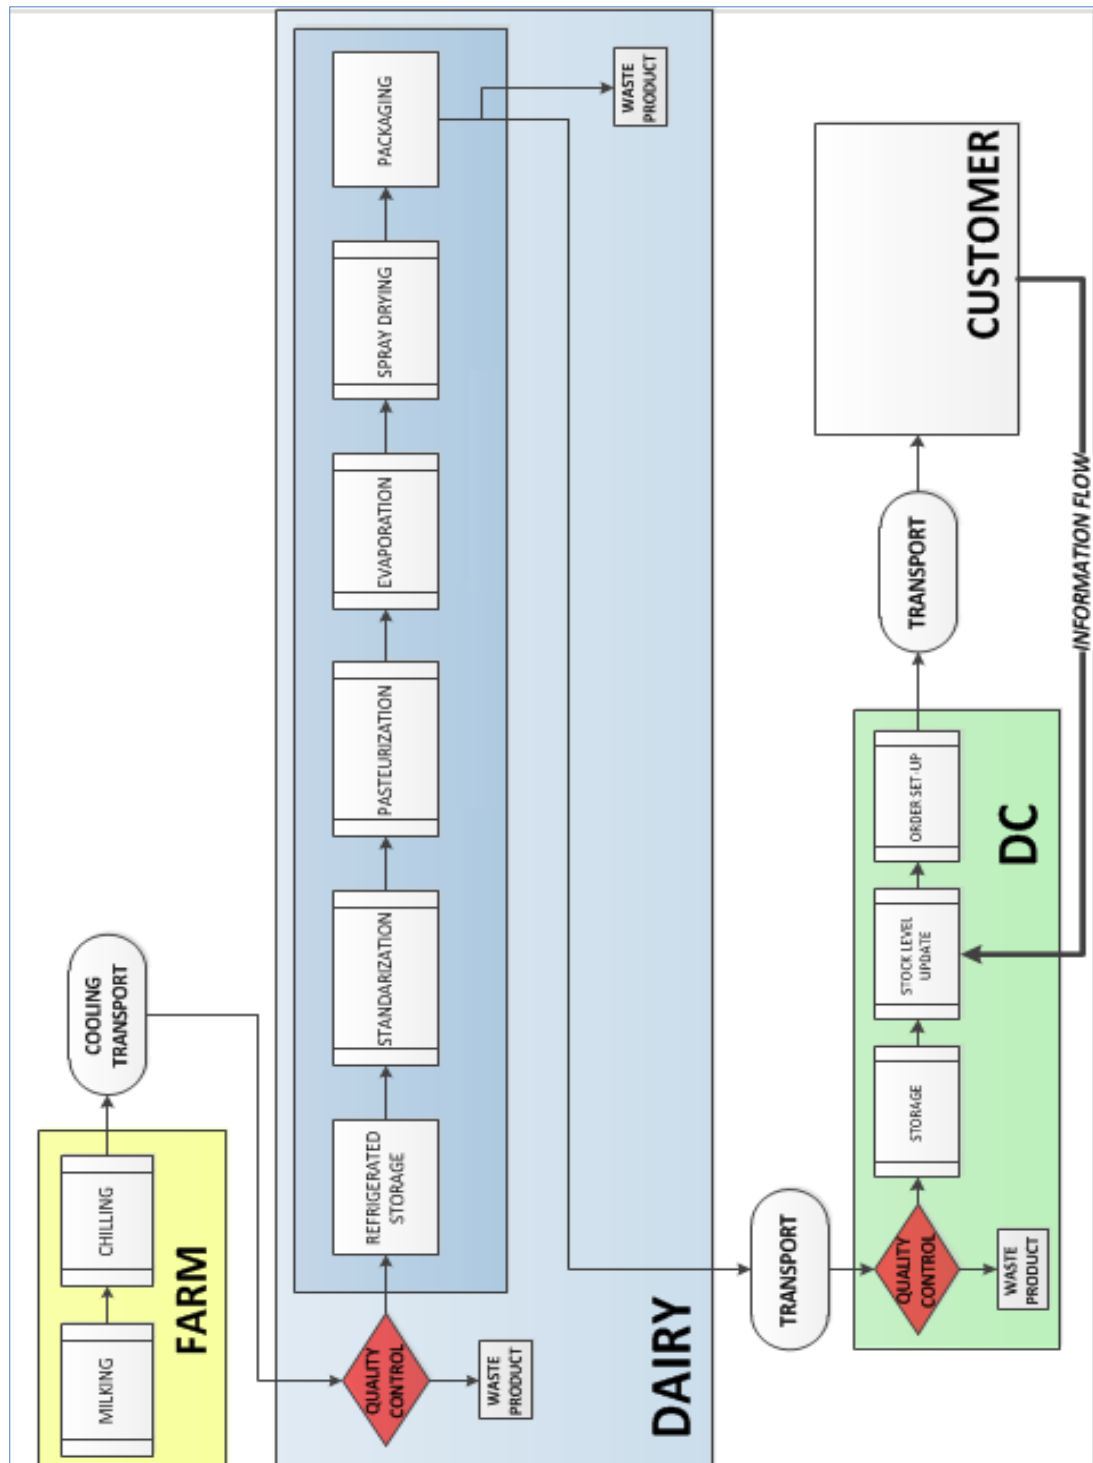 MILKING
CHILLING
FARM
COOLING
TRANSPORT
QUALITY
CONTROL
WASTE
PRODUCT
REFRIGERATED
STORAGE
STANDARIZATION
PASTEURIZATION
EVAPORATION
SPRAY DRYING
PACKAGING
WASTE
PRODUCT
DAIRY
TRANSPORT
QUALITY
CONTROL
WASTE
PRODUCT
STORAGE
STOCK LEVEL
UPDATE
ORDER SET-UP
DC
TRANSPORT
CUSTOMER
INFORMATION FLOW